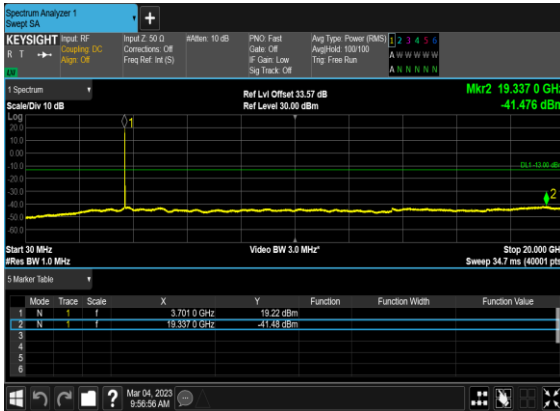 Spectrum Analyzer 1
Swept SA
+
KEYSIGHT Input: RF Input Z: 50 Ω #Atten: 10 dB PNO: Fast Avg Type: Power (RMS) 1 2 3 4 5 6
R T Coupling: DC Corrections: Off Gate: Off Avg|Hold: 100/100 A W W W W W
Align: Off Freq Ref: Int (S) IF Gain: Low Trig: Free Run
Sig Track: Off A N N N N N
LXI
1 Spectrum Ref Lvl Offset 33.57 dB Mkr2 19.337 0 GHz
Scale/Div 10 dB Ref Level 30.00 dBm -41.476 dBm
Log
1
20.0
10.0
0.00
-10.0 DL1 -13.00 dBm
-20.0
-30.0
2
-40.0
-50.0
-60.0
Start 30 MHz Video BW 3.0 MHz* Stop 20.000 GHz
#Res BW 1.0 MHz Sweep 34.7 ms (40001 pts)
5 Marker Table
Mode Trace Scale X Y Function Function Width Function Value
1 N 1 f 3.701 0 GHz 19.22 dBm
2 N 1 f 19.337 0 GHz -41.48 dBm
3
4
5
6
? Mar 04, 2023
9:56:56 AM